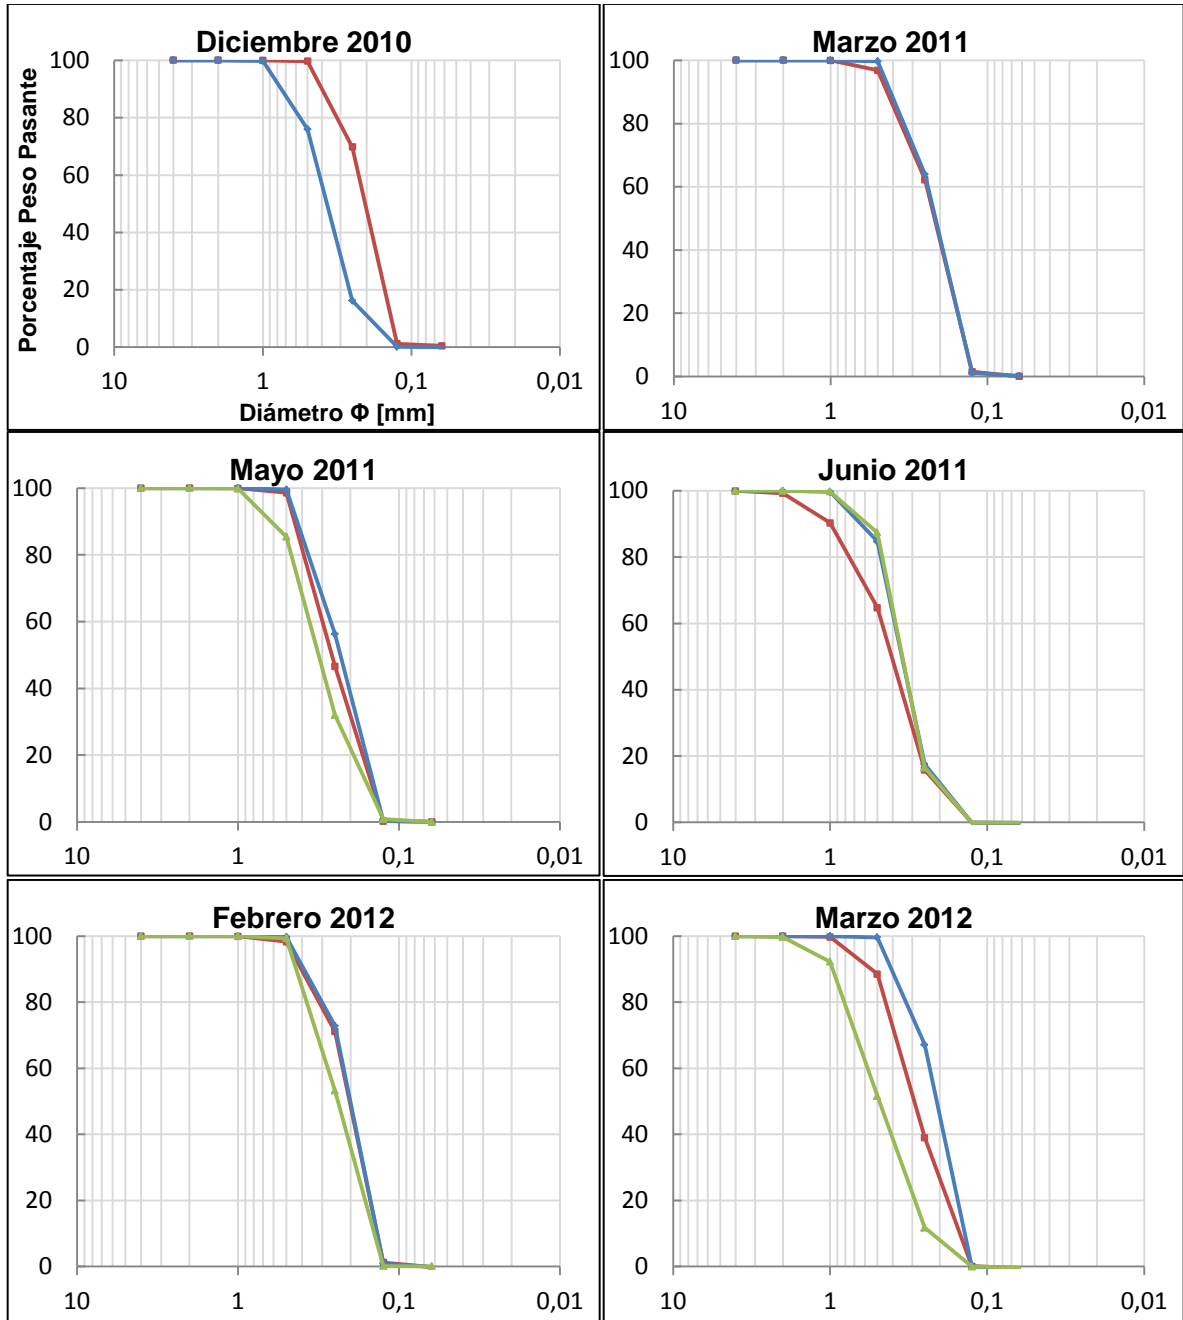 Diciembre 2010
Porcentaje Peso Pasante
100
80
60
40
20
0
10 1 0,1 0,01
Diámetro Φ [mm]
Marzo 2011
100
80
60
40
20
0
10 1 0,1 0,01
Mayo 2011
100
80
60
40
20
0
10 1 0,1 0,01
Junio 2011
100
80
60
40
20
0
10 1 0,1 0,01
Febrero 2012
100
80
60
40
20
0
10 1 0,1 0,01
Marzo 2012
100
80
60
40
20
0
10 1 0,1 0,01